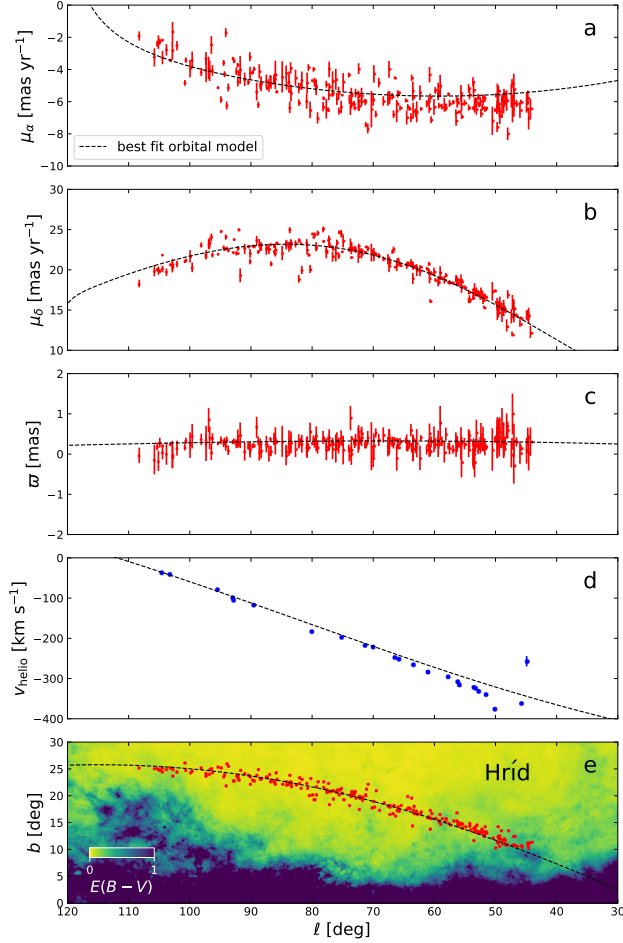 0
−2
−4
−6
−8
−10
μα [mas yr⁻¹]
a
best fit orbital model
30
25
20
15
10
μδ [mas yr⁻¹]
b
2
1
0
−1
−2
ϖ [mas]
c
0
−100
−200
−300
−400
v_helio [km s⁻¹]
d
30
25
20
15
10
5
0
b [deg]
Hríd
e
0 1
E(B − V)
120 110 100 90 80 70 60 50 40 30
ℓ [deg]